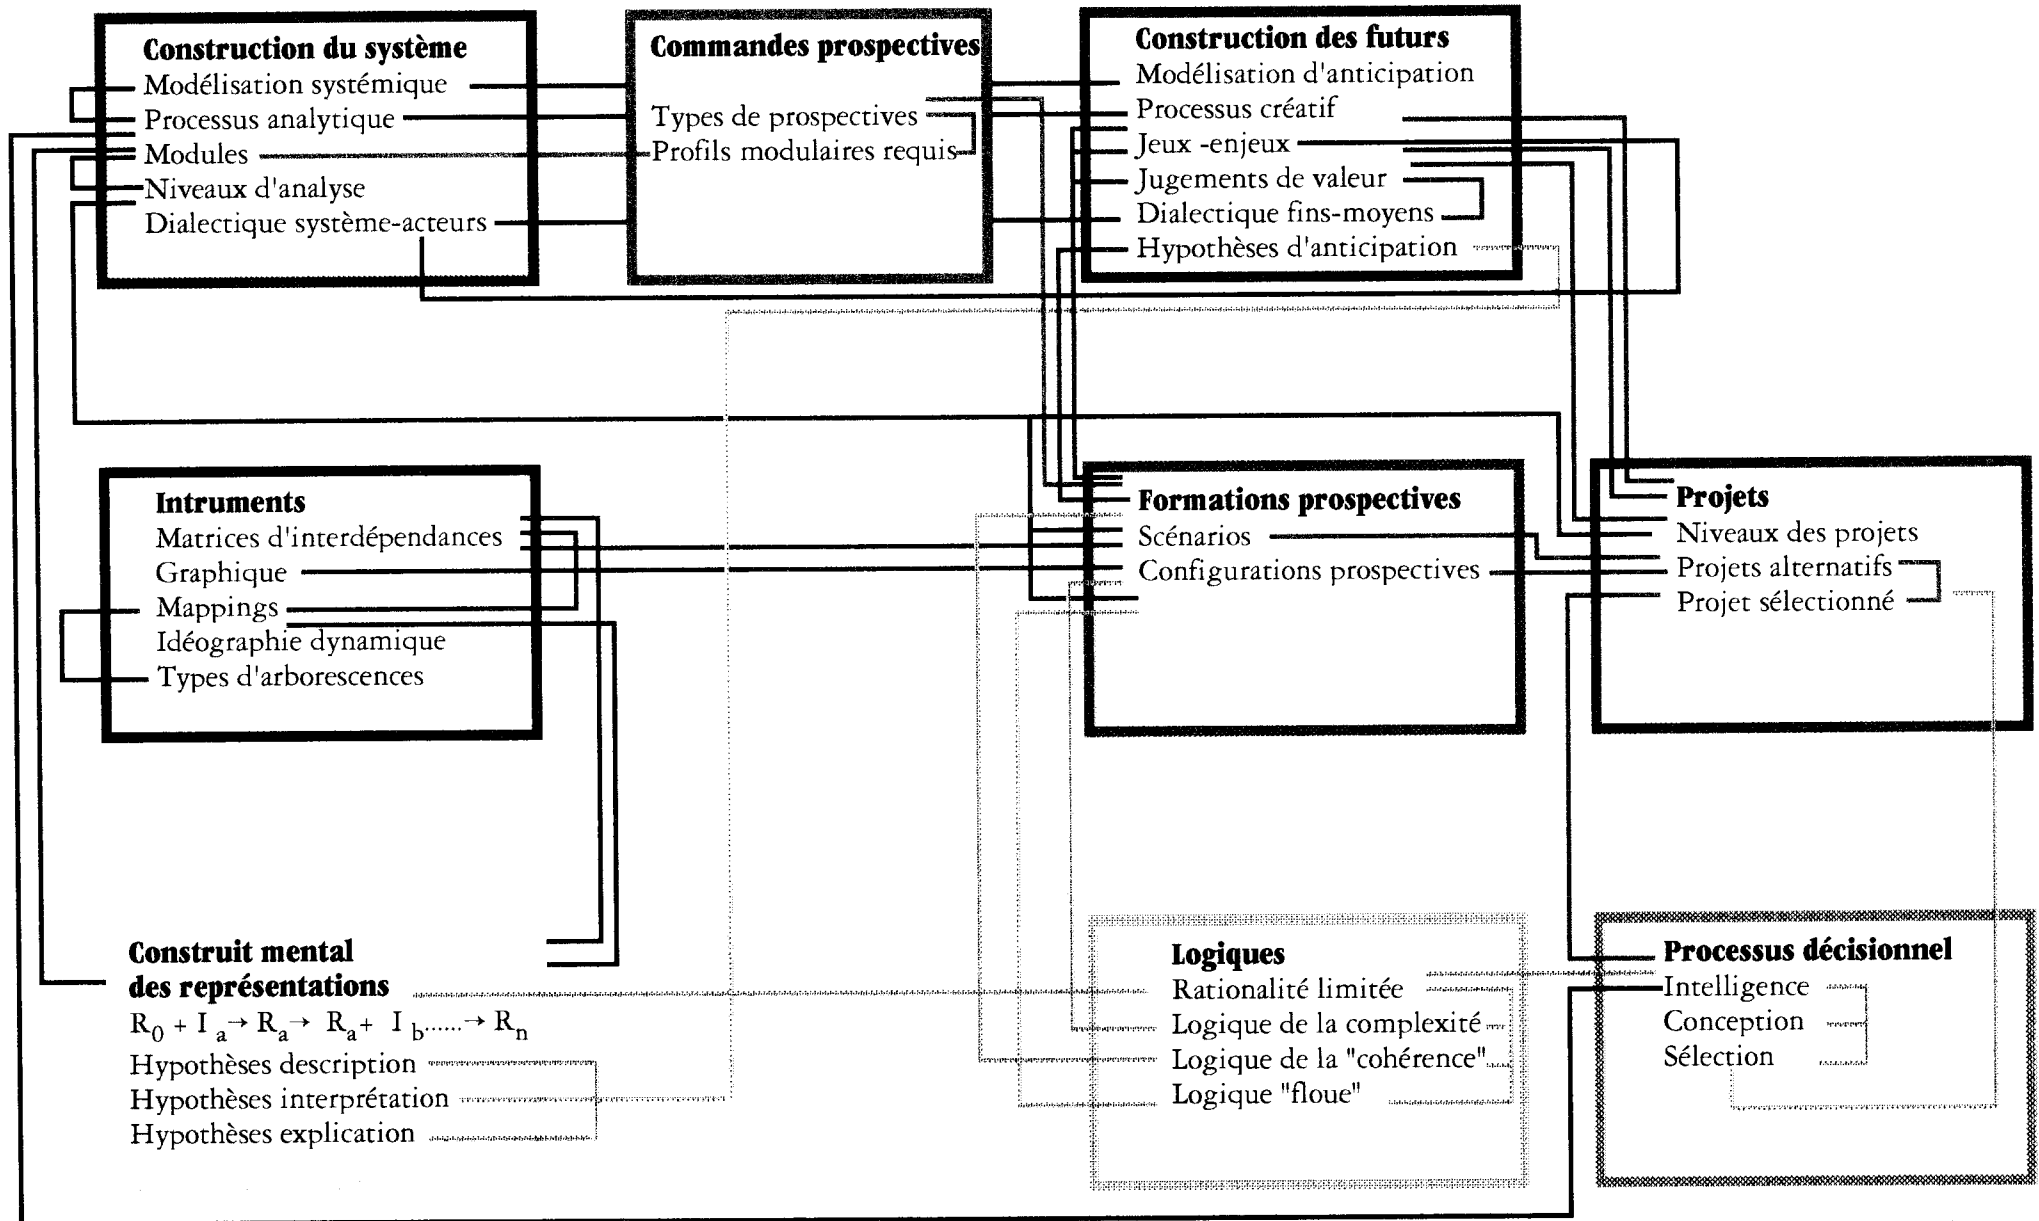 Construction du système
Modélisation systémique
Processus analytique
Modules
Niveaux d'analyse
Dialectique système-acteurs
Commandes prospectives
Types de prospectives
Profils modulaires requis
Construction des futurs
Modélisation d'anticipation
Processus créatif
Jeux -enjeux
Jugements de valeur
Dialectique fins-moyens
Hypothèses d'anticipation
Intruments
Matrices d'interdépendances
Graphique
Mappings
Idéographie dynamique
Types d'arborescences
Formations prospectives
Scénarios
Configurations prospectives
Projets
Niveaux des projets
Projets alternatifs
Projet sélectionné
Construit mental
des représentations
R0 + I a → Ra → Ra + I b ...... → Rn
Hypothèses description
Hypothèses interprétation
Hypothèses explication
Logiques
Rationalité limitée
Logique de la complexité
Logique de la "cohérence"
Logique "floue"
Processus décisionnel
Intelligence
Conception
Sélection